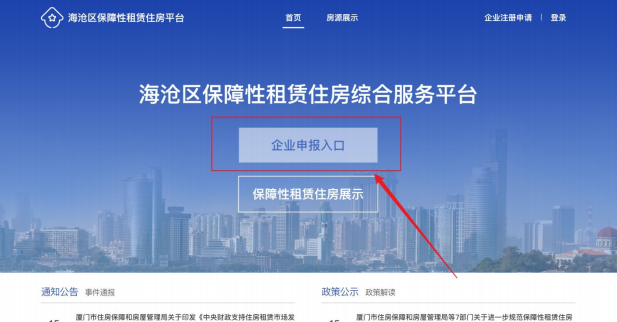 海沧区保障性租赁住房平台 首页 房源展示 企业注册申请 | 登录
海沧区保障性租赁住房综合服务平台
企业申报入口
保障性租赁住房展示
通知公告 事件通报
政策公示 政策解读
厦门市住房保障和房屋管理局关于印发《中央财政支持住房租赁市场发
厦门市住房保障和房屋管理局等7部门关于进一步规范保障性租赁住房